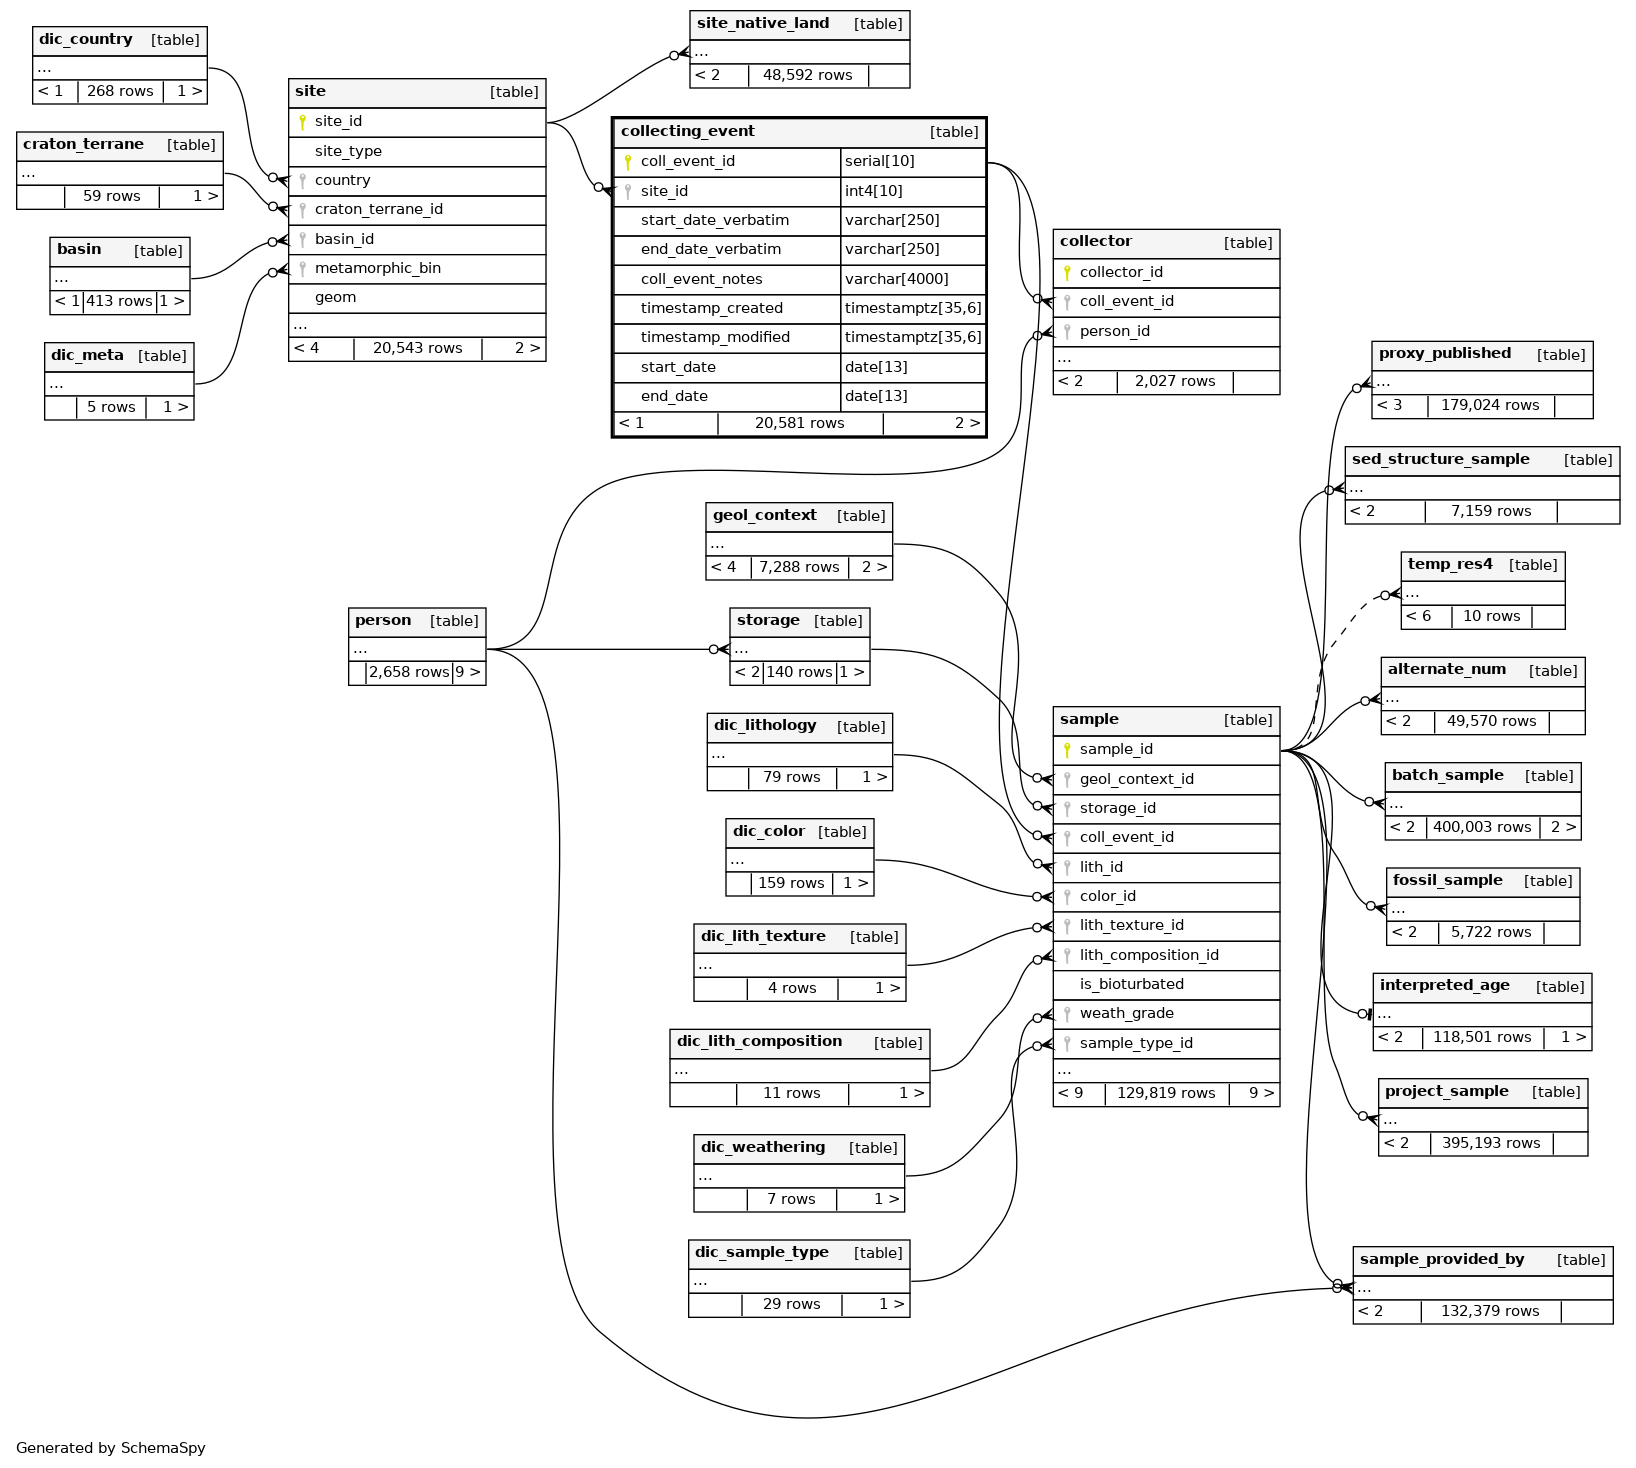 dic_country [table]
...
< 1 268 rows 1 >
craton_terrane [table]
...
59 rows 1 >
basin [table]
...
< 1 413 rows 1 >
dic_meta [table]
...
5 rows 1 >
site [table]
site_id
site_type
country
craton_terrane_id
basin_id
metamorphic_bin
geom
...
< 4 20,543 rows 2 >
site_native_land [table]
...
< 2 48,592 rows
collecting_event [table]
coll_event_id serial[10]
site_id int4[10]
start_date_verbatim varchar[250]
end_date_verbatim varchar[250]
coll_event_notes varchar[4000]
timestamp_created timestamptz[35,6]
timestamp_modified timestamptz[35,6]
start_date date[13]
end_date date[13]
< 1 20,581 rows 2 >
collector [table]
collector_id
coll_event_id
person_id
...
< 2 2,027 rows
person [table]
...
2,658 rows 9 >
geol_context [table]
...
< 4 7,288 rows 2 >
storage [table]
...
< 2 140 rows 1 >
dic_lithology [table]
...
79 rows 1 >
dic_color [table]
...
159 rows 1 >
dic_lith_texture [table]
...
4 rows 1 >
dic_lith_composition [table]
...
11 rows 1 >
dic_weathering [table]
...
7 rows 1 >
dic_sample_type [table]
...
29 rows 1 >
sample [table]
sample_id
geol_context_id
storage_id
coll_event_id
lith_id
color_id
lith_texture_id
lith_composition_id
is_bioturbated
weath_grade
sample_type_id
...
< 9 129,819 rows 9 >
proxy_published [table]
...
< 3 179,024 rows
sed_structure_sample [table]
...
< 2 7,159 rows
temp_res4 [table]
...
< 6 10 rows
alternate_num [table]
...
< 2 49,570 rows
batch_sample [table]
...
< 2 400,003 rows 2 >
fossil_sample [table]
...
< 2 5,722 rows
interpreted_age [table]
...
< 2 118,501 rows 1 >
project_sample [table]
...
< 2 395,193 rows
sample_provided_by [table]
...
< 2 132,379 rows
Generated by SchemaSpy